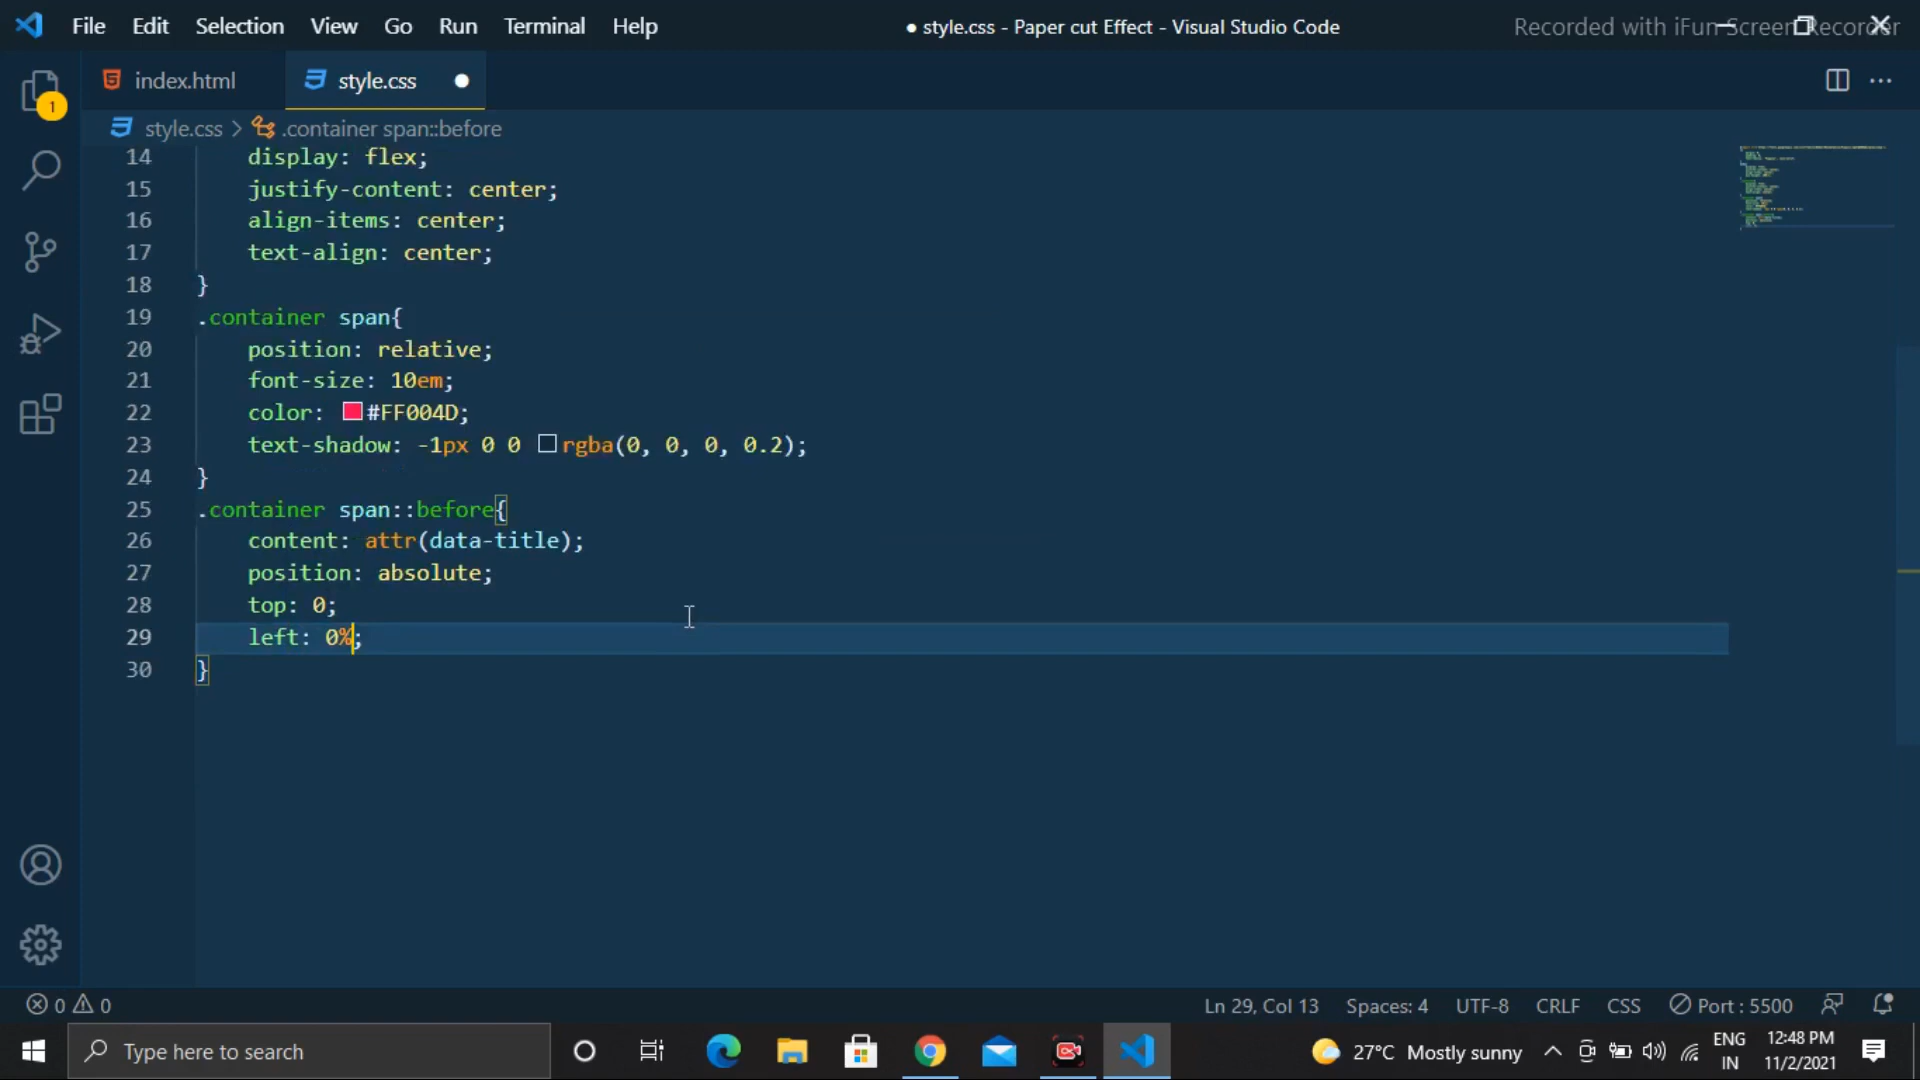 File Edit Selection View Go Run Terminal Help
● style.css - Paper cut Effect - Visual Studio Code
Recorded with iFun Screen Recorder
index.html
style.css
1
style.css > .container span::before
14 display: flex;
15 justify-content: center;
16 align-items: center;
17 text-align: center;
18 }
19 .container span{
20 position: relative;
21 font-size: 10em;
22 color: #FF004D;
23 text-shadow: -1px 0 0 rgba(0, 0, 0, 0.2);
24 }
25 .container span::before{
26 content: attr(data-title);
27 position: absolute;
28 top: 0;
29 left: 0%;
30 }
0 0 Ln 29, Col 13 Spaces: 4 UTF-8 CRLF CSS Port : 5500
Type here to search
27°C Mostly sunny
ENG
IN
12:48 PM
11/2/2021